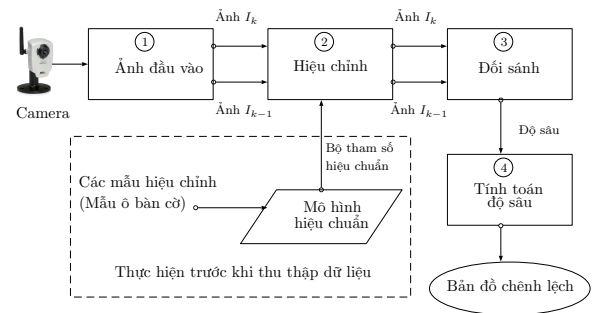 Ảnh I_k
Ảnh I_k
1
2
3
Ảnh đầu vào
Hiệu chỉnh
Đối sánh
Camera
Ảnh I_{k−1}
Ảnh I_{k−1}
Độ sâu
Bộ tham số
hiệu chuẩn
4
Tính toán
độ sâu
Các mẫu hiệu chỉnh
(Mẫu ô bàn cờ)
Mô hình
hiệu chuẩn
Thực hiện trước khi thu thập dữ liệu
Bản đồ chênh lệch